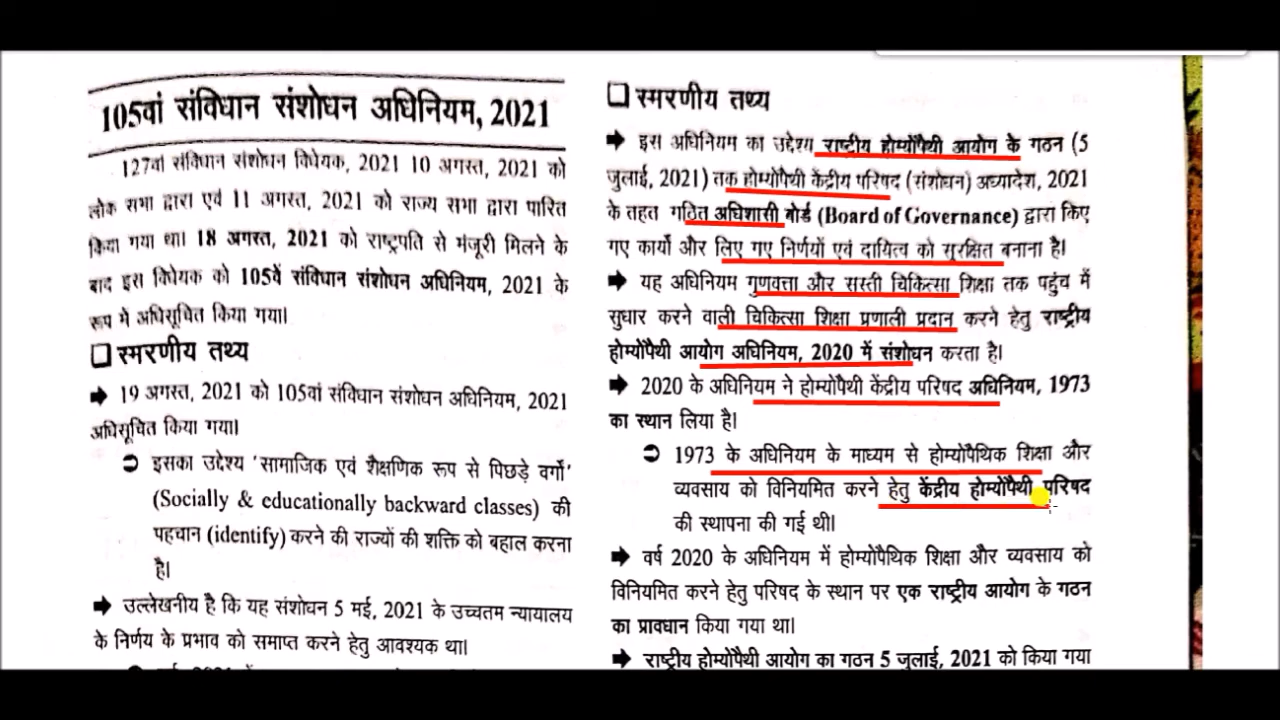 105वां संविधान संशोधन अधिनियम, 2021
127वां संविधान संशोधन विधेयक, 2021 10 अगस्त, 2021 को
लोक सभा द्वारा एवं 11 अगस्त, 2021 को राज्य सभा द्वारा पारित
किया गया था। 18 अगस्त, 2021 को राष्ट्रपति से मंजूरी मिलने के
बाद इस विधेयक को 105वें संविधान संशोधन अधिनियम, 2021 के
रूप में अधिसूचित किया गया।
❑ स्मरणीय तथ्य
➡ 19 अगस्त, 2021 को 105वां संविधान संशोधन अधिनियम, 2021
अधिसूचित किया गया।
➲ इसका उद्देश्य 'सामाजिक एवं शैक्षणिक रूप से पिछड़े वर्गों'
(Socially & educationally backward classes) की
पहचान (identify) करने की राज्यों की शक्ति को बहाल करना
है।
➡ उल्लेखनीय है कि यह संशोधन 5 मई, 2021 के उच्चतम न्यायालय
के निर्णय के प्रभाव को समाप्त करने हेतु आवश्यक था।
❑ स्मरणीय तथ्य
➡ इस अधिनियम का उद्देश्य राष्ट्रीय होम्योपैथी आयोग के गठन (5
जुलाई, 2021) तक होम्योपैथी केंद्रीय परिषद (संशोधन) अध्यादेश, 2021
के तहत गठित अधिशासी बोर्ड (Board of Governance) द्वारा किए
गए कार्यों और लिए गए निर्णयों एवं दायित्व को सुरक्षित बनाना है।
➡ यह अधिनियम गुणवत्ता और सस्ती चिकित्सा शिक्षा तक पहुंच में
सुधार करने वाली चिकित्सा शिक्षा प्रणाली प्रदान करने हेतु राष्ट्रीय
होम्योपैथी आयोग अधिनियम, 2020 में संशोधन करता है।
➡ 2020 के अधिनियम ने होम्योपैथी केंद्रीय परिषद अधिनियम, 1973
का स्थान लिया है।
➲ 1973 के अधिनियम के माध्यम से होम्योपैथिक शिक्षा और
व्यवसाय को विनियमित करने हेतु केंद्रीय होम्योपैथी परिषद
की स्थापना की गई थी।
➡ वर्ष 2020 के अधिनियम में होम्योपैथिक शिक्षा और व्यवसाय को
विनियमित करने हेतु परिषद के स्थान पर एक राष्ट्रीय आयोग के गठन
का प्रावधान किया गया था।
➡ राष्ट्रीय होम्योपैथी आयोग का गठन 5 जुलाई, 2021 को किया गया